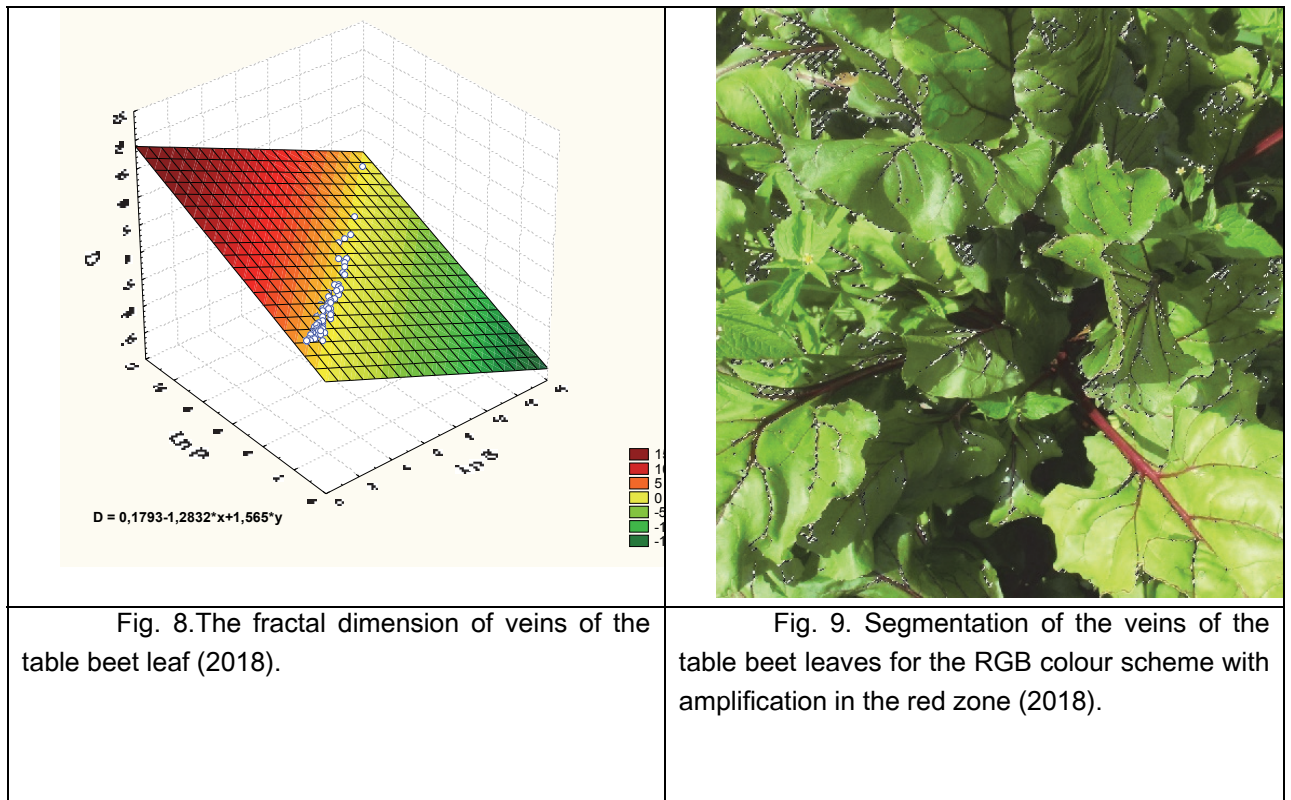 D = 0,1793-1,2832*x+1,565*y
5
0
Fig. 8.The fractal dimension of veins of the
table beet leaf (2018).
Fig. 9. Segmentation of the veins of the
table beet leaves for the RGB colour scheme with
amplification in the red zone (2018).